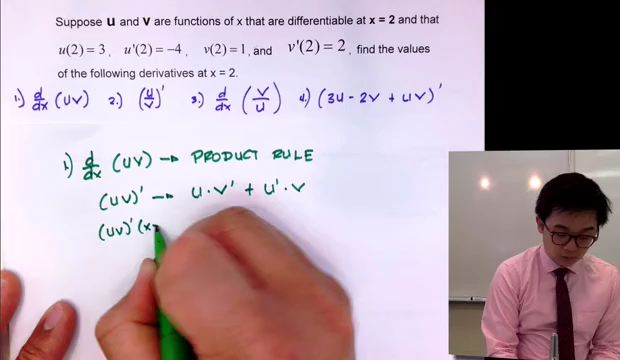 Suppose u and v are functions of x that are differentiable at x = 2 and that
u(2) = 3, u'(2) = -4, v(2) = 1, and v'(2) = 2, find the values
of the following derivatives at x = 2.
1.) d/dx (uv) 2.) (u/v)' 3.) d/dx (v/u) 4.) (3u - 2v + uv)'
1.) d/dx (uv) → PRODUCT RULE
(uv)' → u · v' + u' · v
(uv)'(x